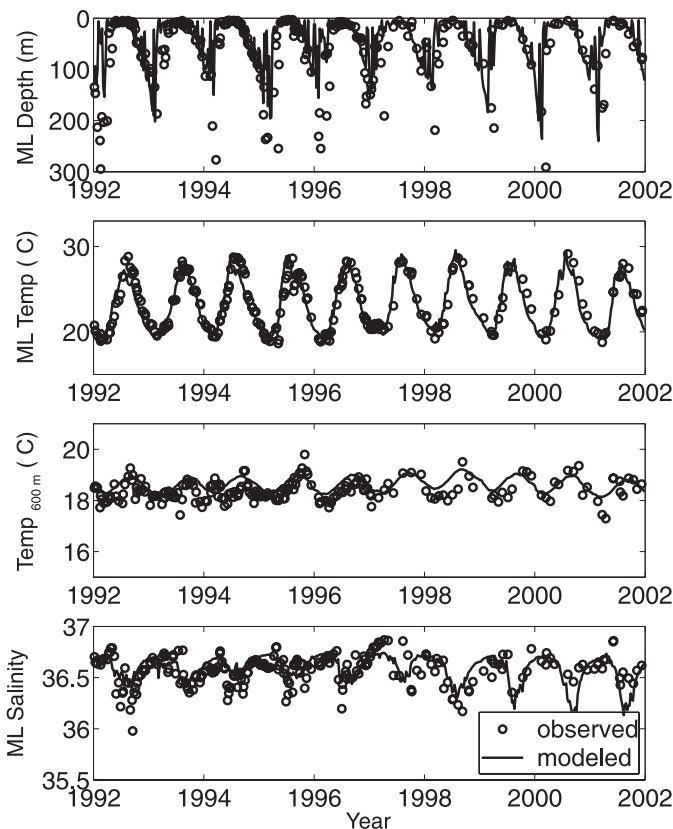 0
100
200
300
ML Depth (m)
1992 1994 1996 1998 2000 2002
30
20
ML Temp ( C)
1992 1994 1996 1998 2000 2002
20
18
16
Temp 600 m ( C)
1992 1994 1996 1998 2000 2002
37
36.5
36
35.5
ML Salinity
observed
modeled
1992 1994 1996 1998 2000 2002
Year